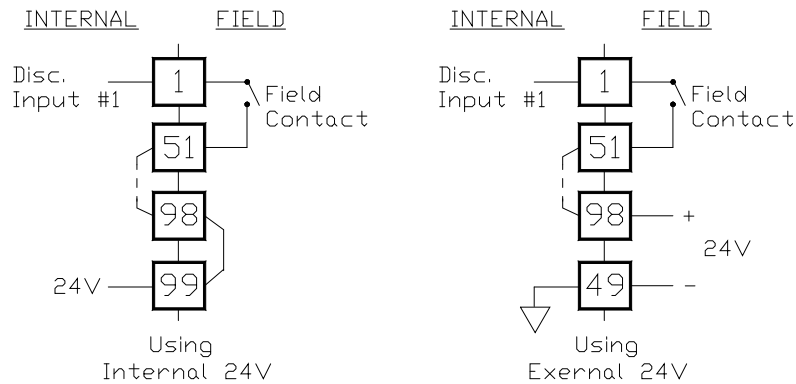 INTERNAL FIELD
Disc.
Input #1
1
Field
Contact
51
98
24V
99
Using
Internal 24V
INTERNAL FIELD
Disc.
Input #1
1
Field
Contact
51
98 +
24V
49 -
Using
Exernal 24V